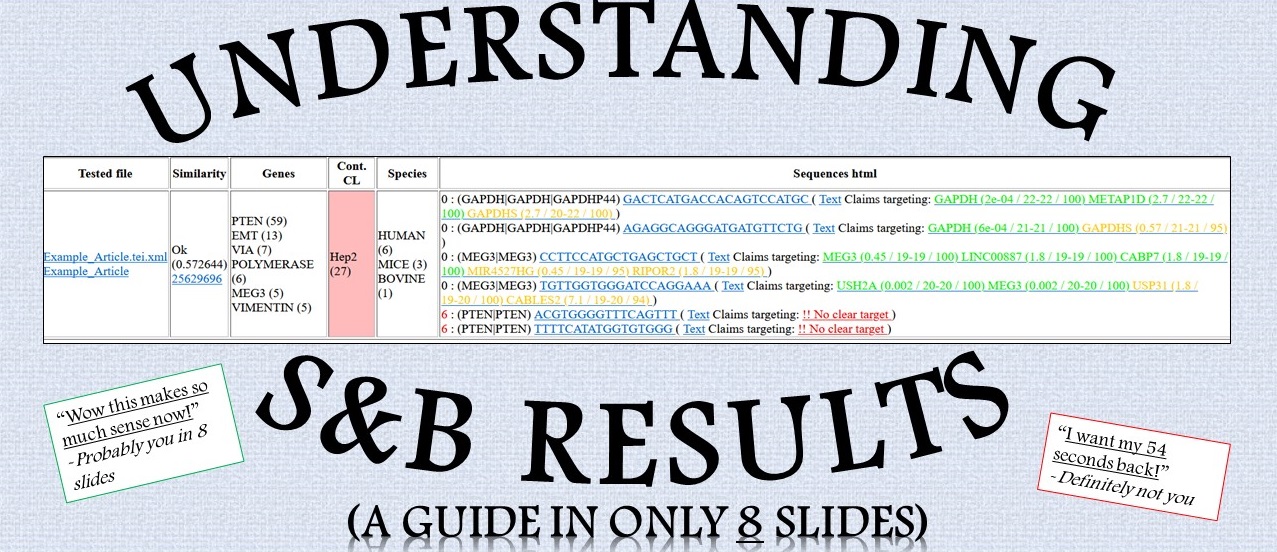 UNDERSTANDING
Tested file
Similarity
Genes
Cont.
CL
Species
Sequences html
Example_Article.tei.xml
Example_Article
Ok
(0.572644)
25629696
PTEN (59)
EMT (13)
VIA (7)
POLYMERASE
(6)
MEG3 (5)
VIMENTIN (5)
Hep2
(27)
HUMAN
(6)
MICE (3)
BOVINE
(1)
0 : (GAPDH|GAPDH|GAPDHP44) GACTCATGACCACAGTCCATGC ( Text Claims targeting: GAPDH (2e-04 / 22-22 / 100) METAP1D (2.7 / 22-22 /
100) GAPDHS (2.7 / 20-22 / 100) )
0 : (GAPDH|GAPDH|GAPDHP44) AGAGGCAGGGATGATGTTCTG ( Text Claims targeting: GAPDH (6e-04 / 21-21 / 100) GAPDHS (0.57 / 21-21 / 95)
)
0 : (MEG3|MEG3) CCTTCCATGCTGAGCTGCT ( Text Claims targeting: MEG3 (0.45 / 19-19 / 100) LINC00887 (1.8 / 19-19 / 100) CABP7 (1.8 / 19-19 /
100) MIR4527HG (0.45 / 19-19 / 95) RIPOR2 (1.8 / 19-19 / 95) )
0 : (MEG3|MEG3) TGTTGGTGGGATCCAGGAAA ( Text Claims targeting: USH2A (0.002 / 20-20 / 100) MEG3 (0.002 / 20-20 / 100) USP31 (1.8 /
19-20 / 100) CABLES2 (7.1 / 19-20 / 94) )
6 : (PTEN|PTEN) ACGTGGGGTTTCAGTTT ( Text Claims targeting: !! No clear target )
6 : (PTEN|PTEN) TTTTCATATGGTGTGGG ( Text Claims targeting: !! No clear target )
S&B RESULTS
"Wow this makes so
much sense now!"
-Probably you in 8
slides
"I want my 54
seconds back!"
-Definitely not you
(A GUIDE IN ONLY 8 SLIDES)